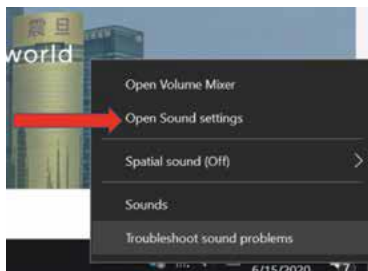 震旦
world
Open Volume Mixer
Open Sound settings
Spatial sound (Off)
Sounds
Troubleshoot sound problems
6/15/2020